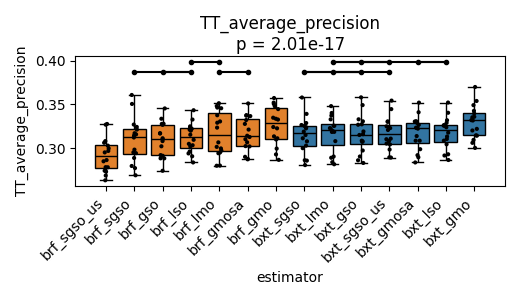 TT_average_precision
p = 2.01e-17
TT_average_precision
0.40
0.35
0.30
brf_sgso_us
brf_sgso
brf_gso
brf_lso
brf_lmo
brf_gmosa
brf_gmo
bxt_sgso
bxt_lmo
bxt_gso
bxt_sgso_us
bxt_gmosa
bxt_lso
bxt_gmo
estimator